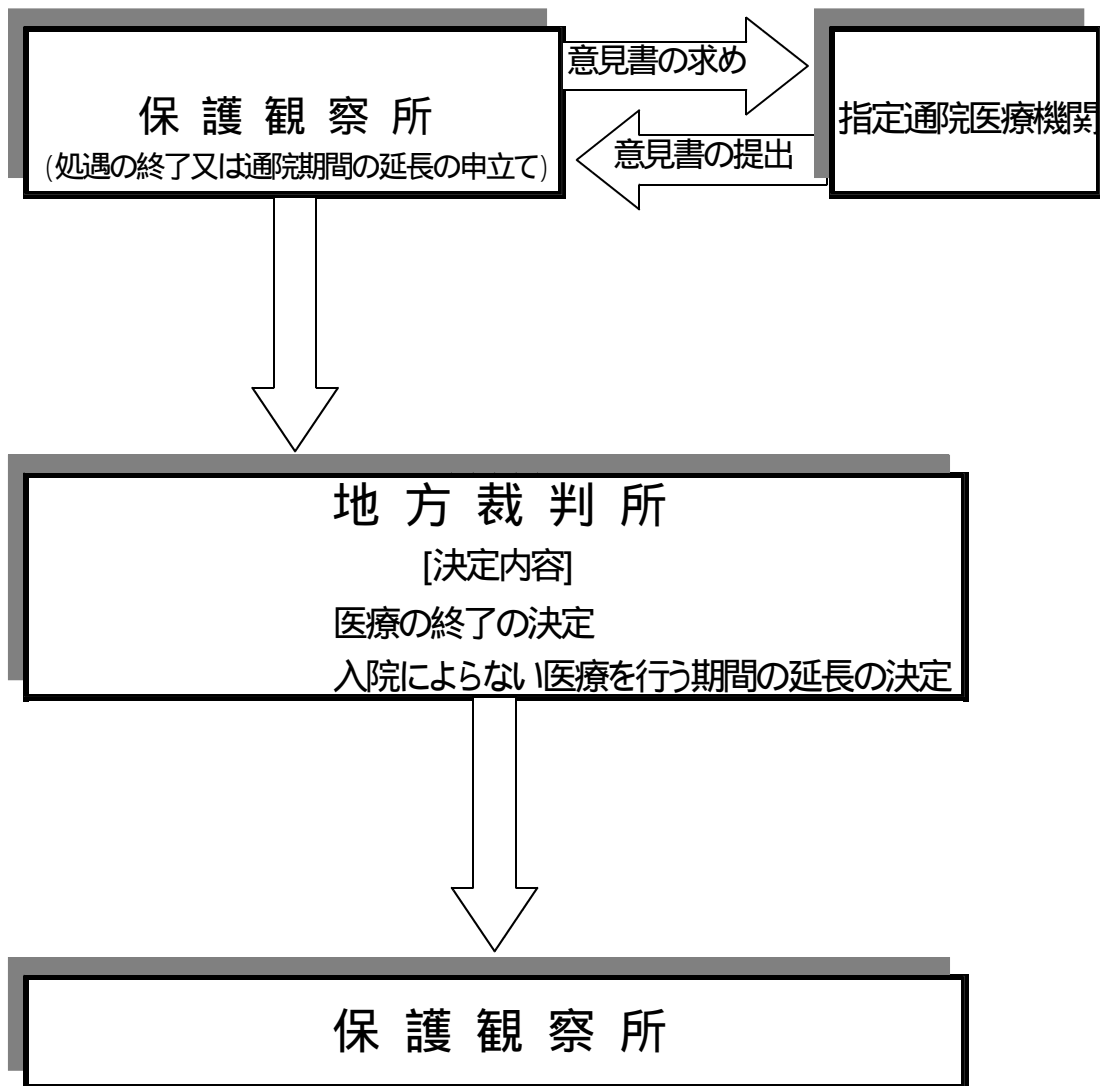 保護観察所
(処遇の終了又は通院期間の延長の申立て)
意見書の求め
意見書の提出
指定通院医療機関
地方裁判所
[決定内容]
医療の終了の決定
入院によらない医療を行う期間の延長の決定
保護観察所